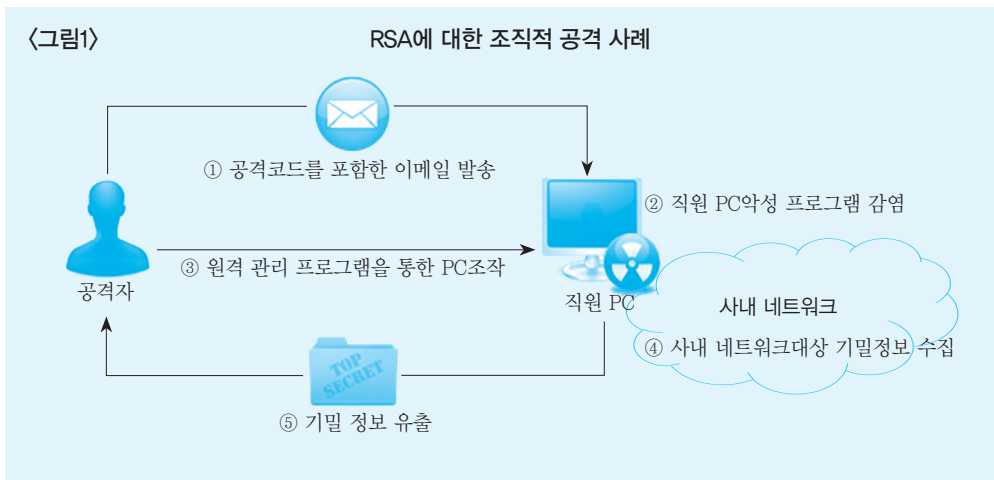 〈그림1〉
RSA에 대한 조직적 공격 사례
① 공격코드를 포함한 이메일 발송
② 직원 PC악성 프로그램 감염
③ 원격 관리 프로그램을 통한 PC조작
공격자
직원 PC
사내 네트워크
④ 사내 네트워크대상 기밀정보 수집
TOP
SECRET
⑤ 기밀 정보 유출